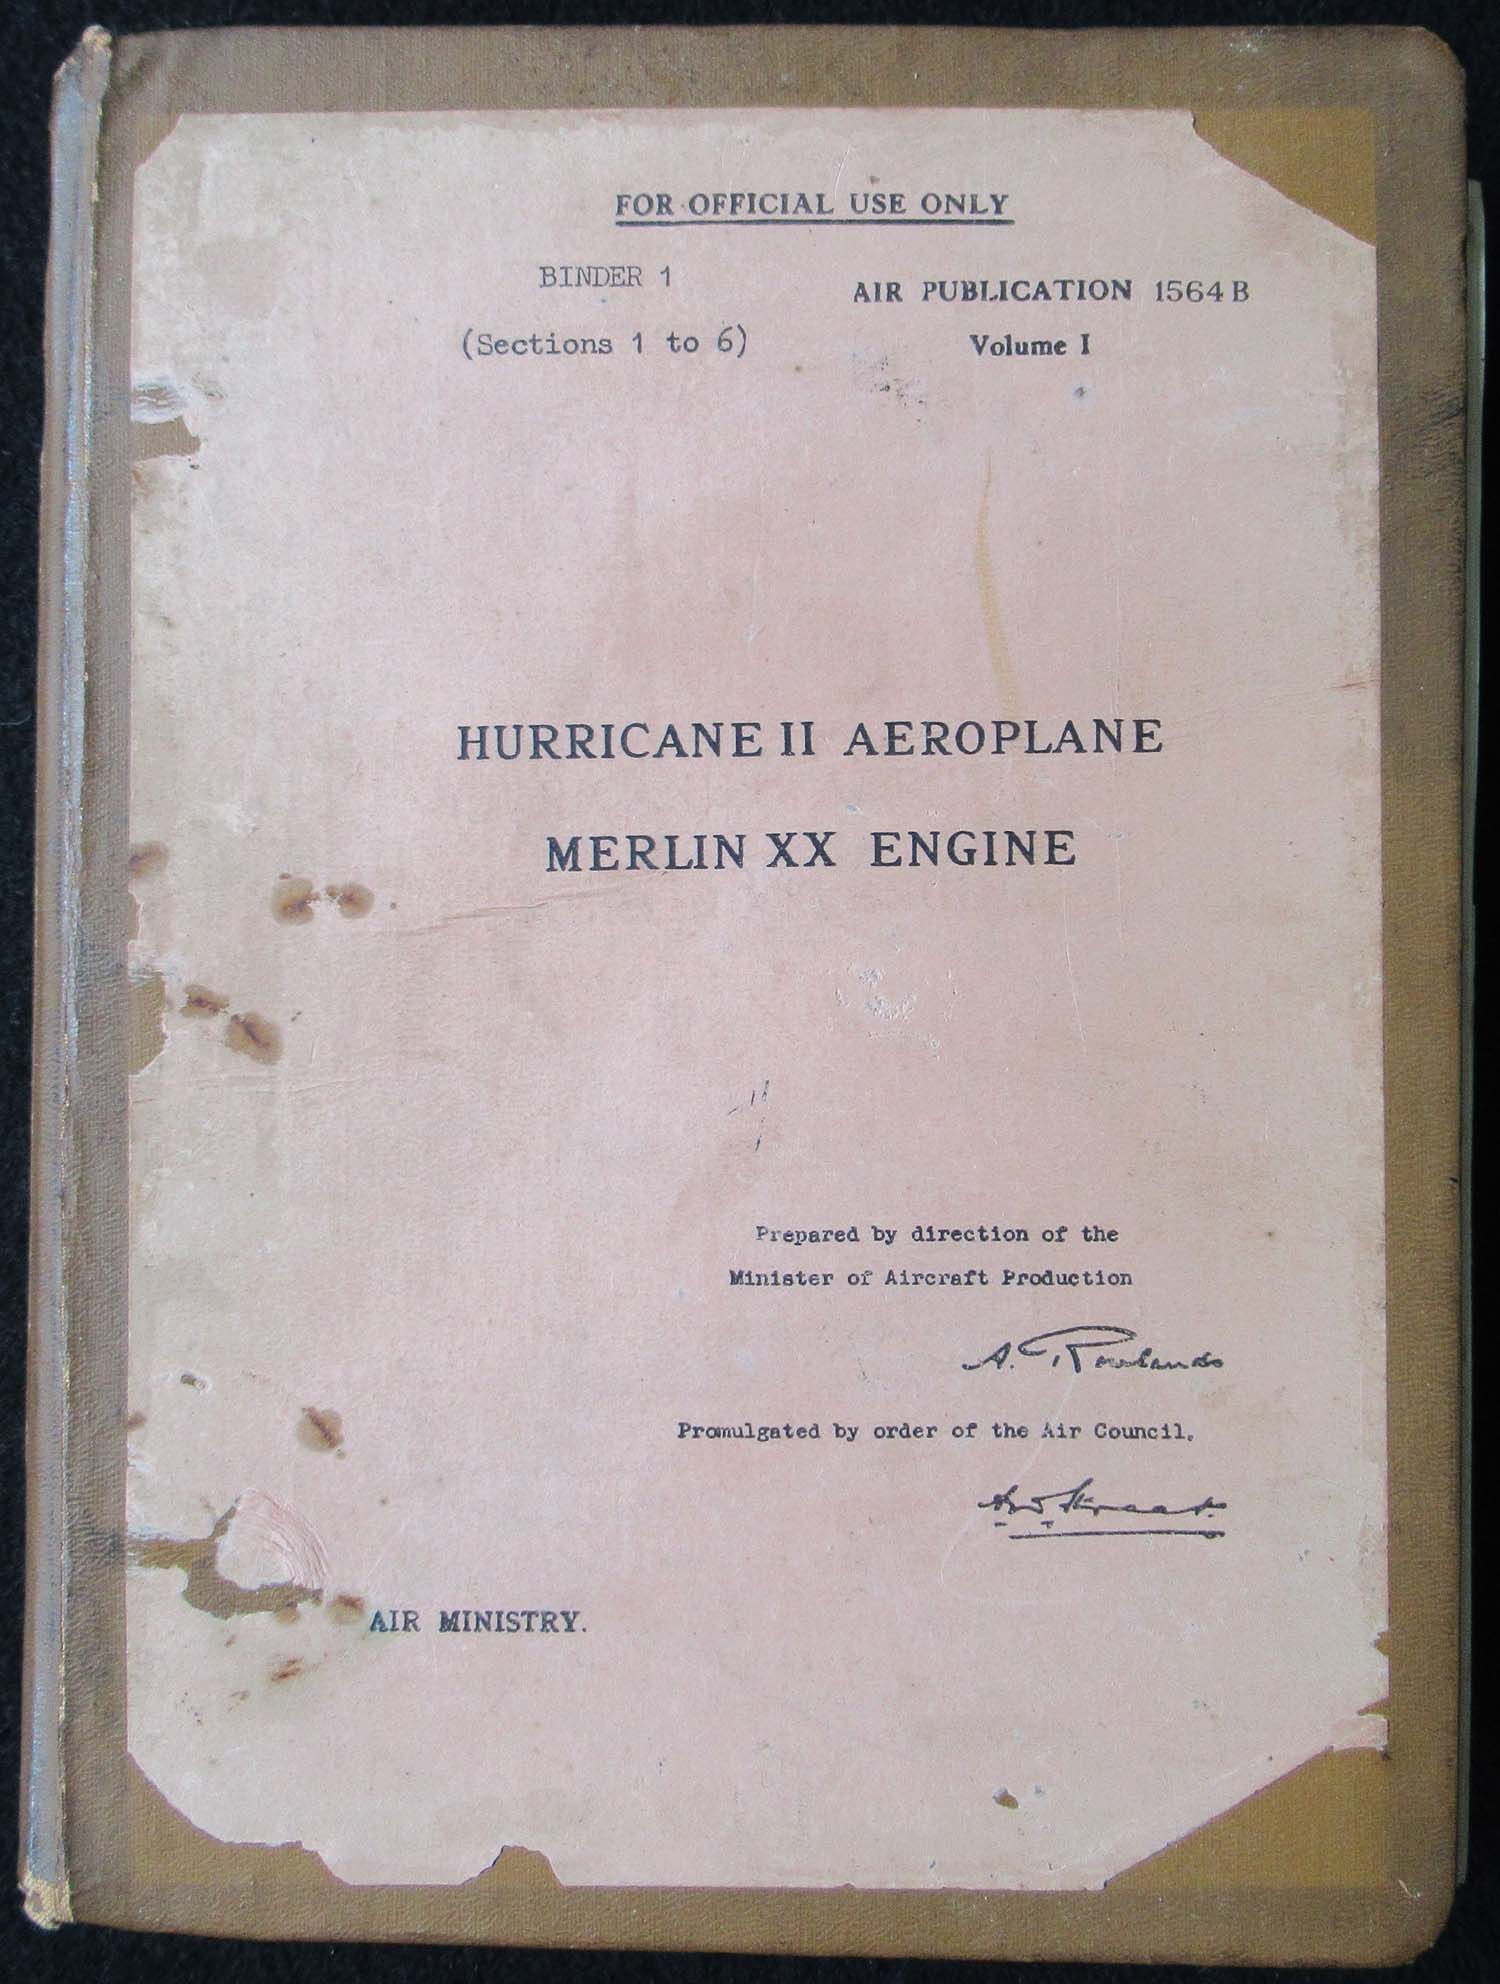 FOR OFFICIAL USE ONLY
BINDER 1
(Sections 1 to 6)
AIR PUBLICATION 1564 B
Volume I
HURRICANE II AEROPLANE
MERLIN XX ENGINE
Prepared by direction of the
Minister of Aircraft Production
A. Rowlands
Promulgated by order of the Air Council.
AIR MINISTRY.